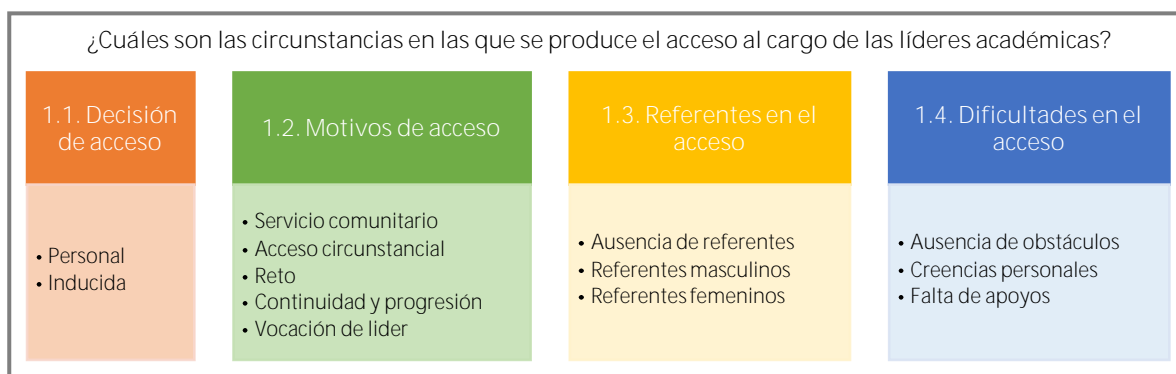 ¿Cuáles son las circunstancias en las que se produce el acceso al cargo de las líderes académicas?
1.1. Decisión
de acceso
• Personal
• Inducida
1.2. Motivos de acceso
• Servicio comunitario
• Acceso circunstancial
• Reto
• Continuidad y progresión
• Vocación de lider
1.3. Referentes en el
acceso
• Ausencia de referentes
• Referentes masculinos
• Referentes femeninos
1.4. Dificultades en el
acceso
• Ausencia de obstáculos
• Creencias personales
• Falta de apoyos